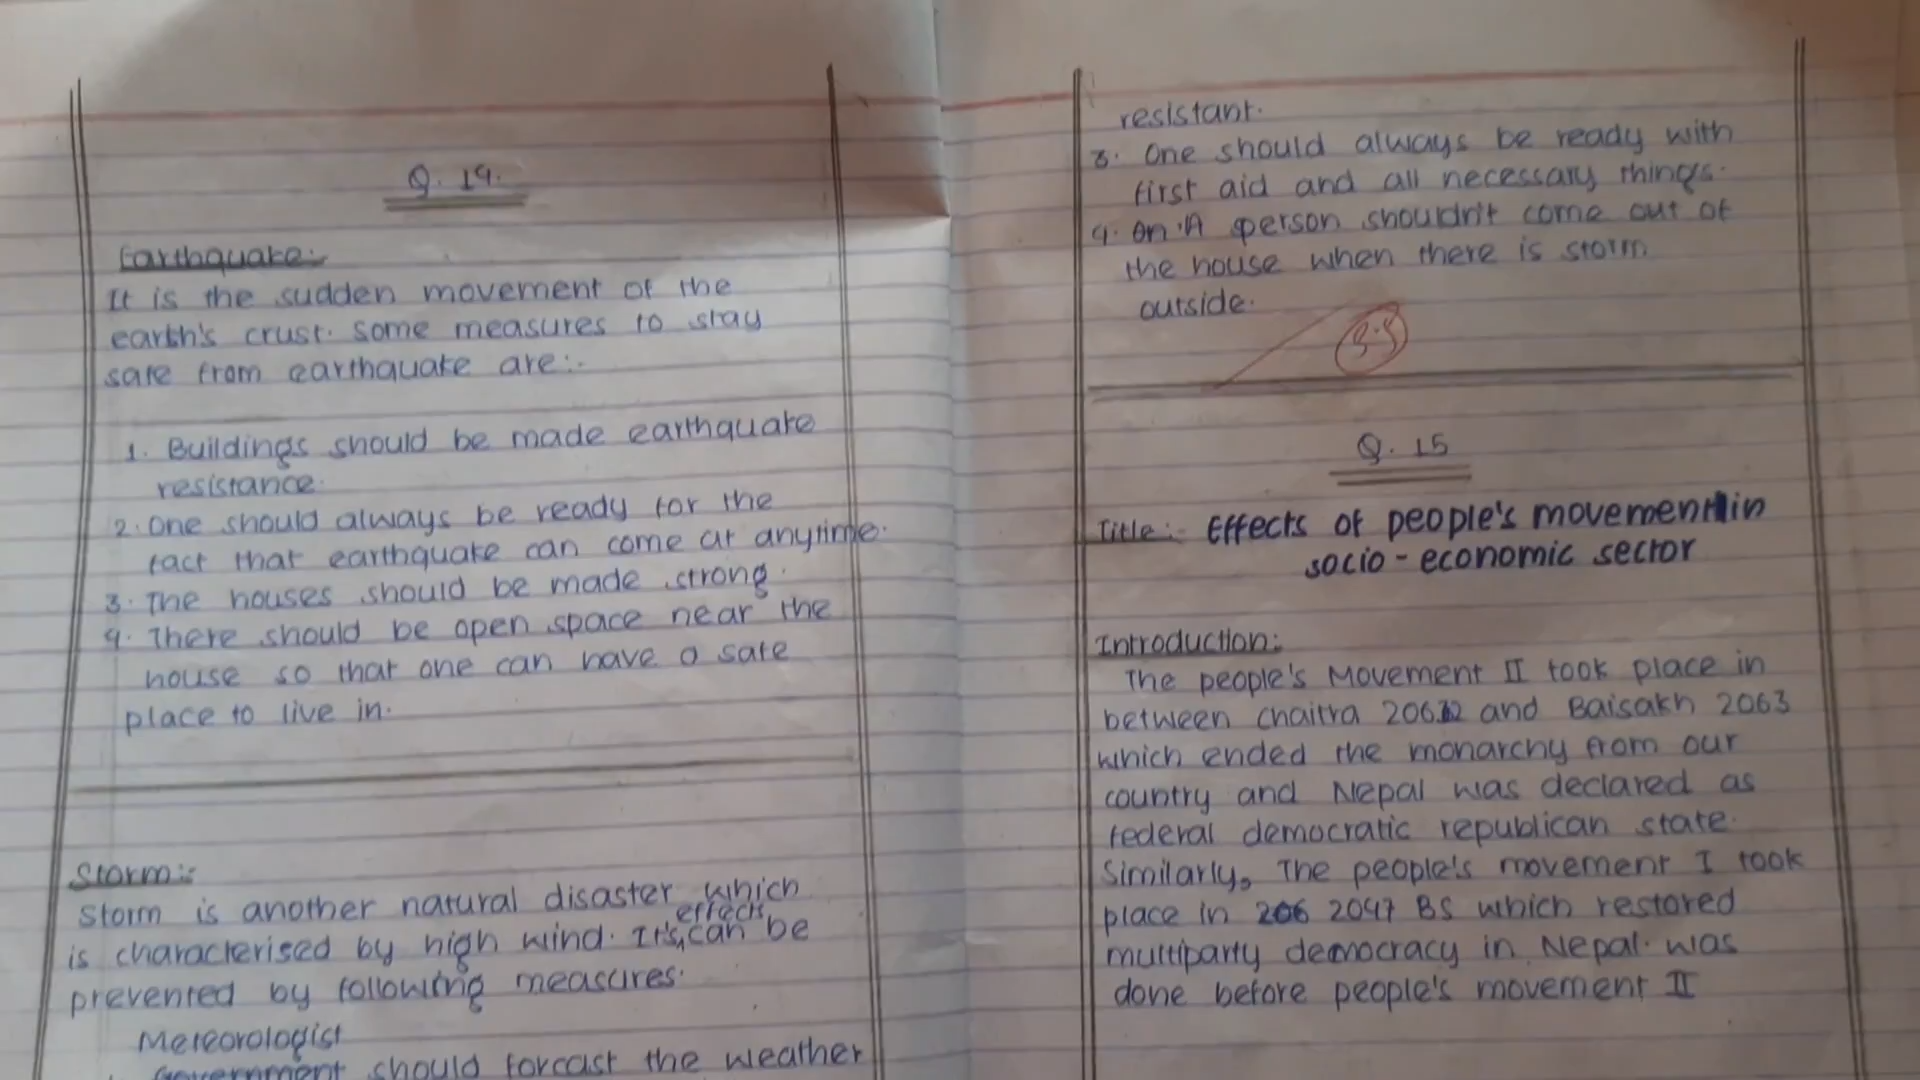 Q. 14.
Earthquake:-
It is the sudden movement of the
earth's crust. Some measures to stay
safe from earthquake are:-
1. Buildings should be made earthquake
resistance.
2. One should always be ready for the
fact that earthquake can come at anytime.
3. The houses should be made strong.
4. There should be open space near the
house so that one can have a safe
place to live in.
Storm:-
Storm is another natural disaster which
is characterised by high wind. It's effects can be
prevented by following measures.
Meteorologist
Government should forcast the weather
resistant.
3. One should always be ready with
first aid and all necessary things.
4. On A person shouldn't come out of
the house when there is storm
outside.
3.5
Q. 15
Title:- Effects of people's movement in
socio-economic sector
Introduction:
The people's Movement II took place in
between Chaitra 2062 and Baisakh 2063
which ended the monarchy from our
country and Nepal was declared as
federal democratic republican state.
Similarly, The people's movement I took
place in 206 2047 BS which restored
multiparty democracy in Nepal. was
done before people's movement II